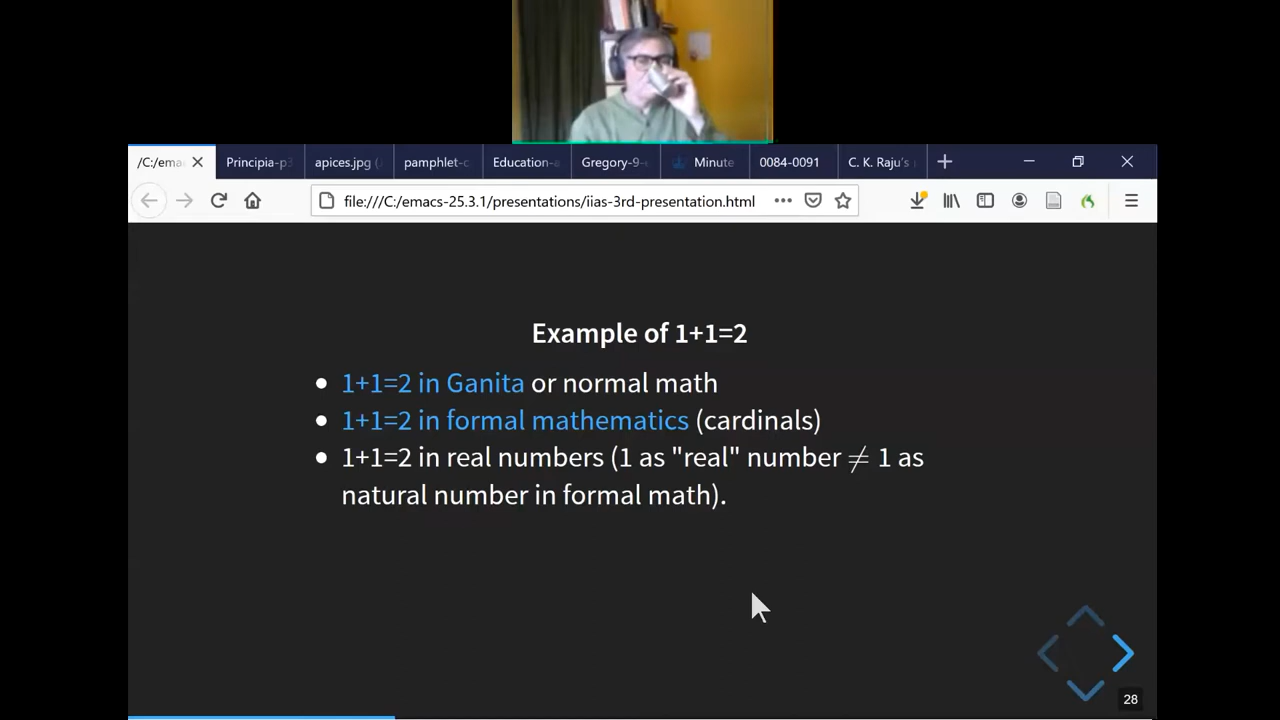 /C:/ema
Principia-p3
apices.jpg (
pamphlet-c
Education-a
Gregory-9-
Minute
0084-0091
C. K. Raju's
file:///C:/emacs-25.3.1/presentations/iias-3rd-presentation.html
Example of 1+1=2
1+1=2 in Ganita or normal math
1+1=2 in formal mathematics (cardinals)
1+1=2 in real numbers (1 as "real" number ≠ 1 as
natural number in formal math).
28